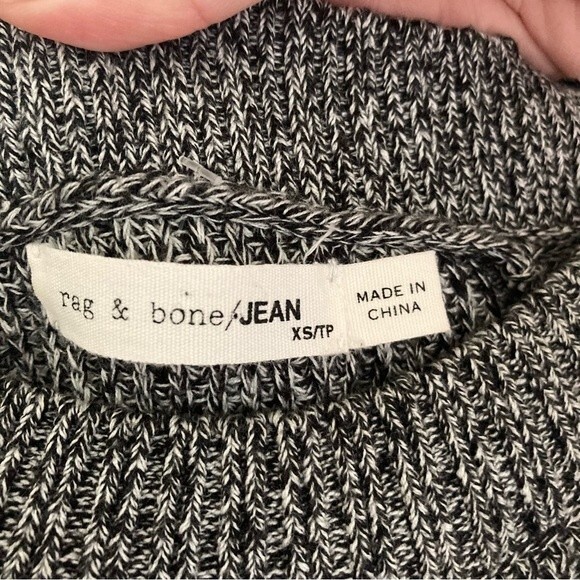 rag & bone/JEAN
XS/TP
MADE IN
CHINA